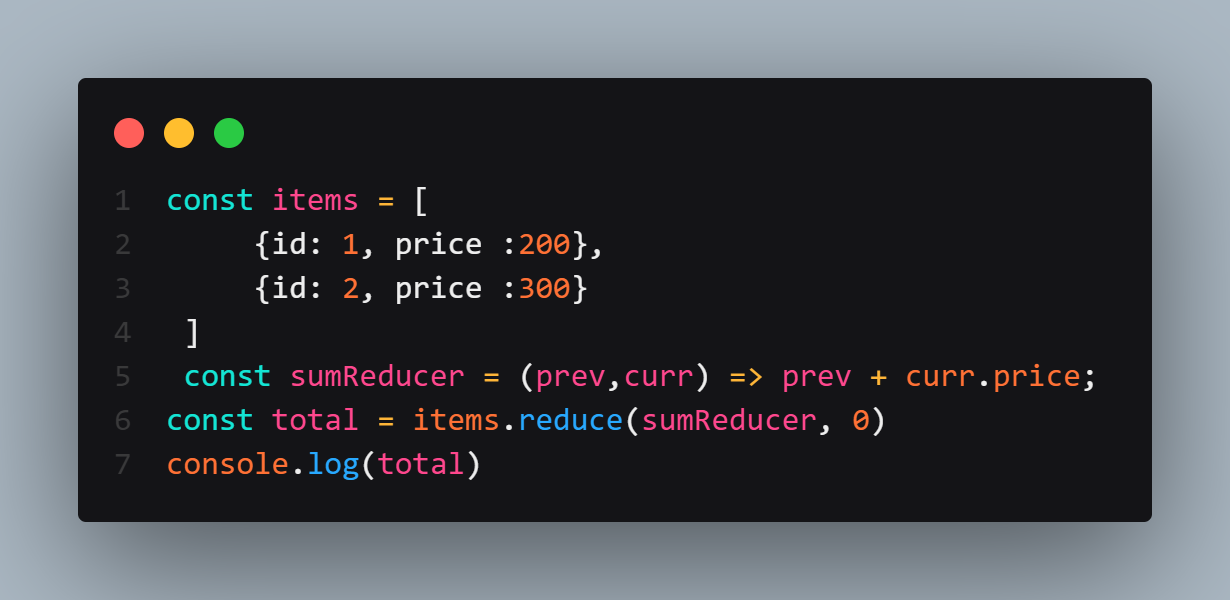 1 const items = [
2 {id: 1, price :200},
3 {id: 2, price :300}
4 ]
5 const sumReducer = (prev,curr) => prev + curr.price;
6 const total = items.reduce(sumReducer, 0)
7 console.log(total)